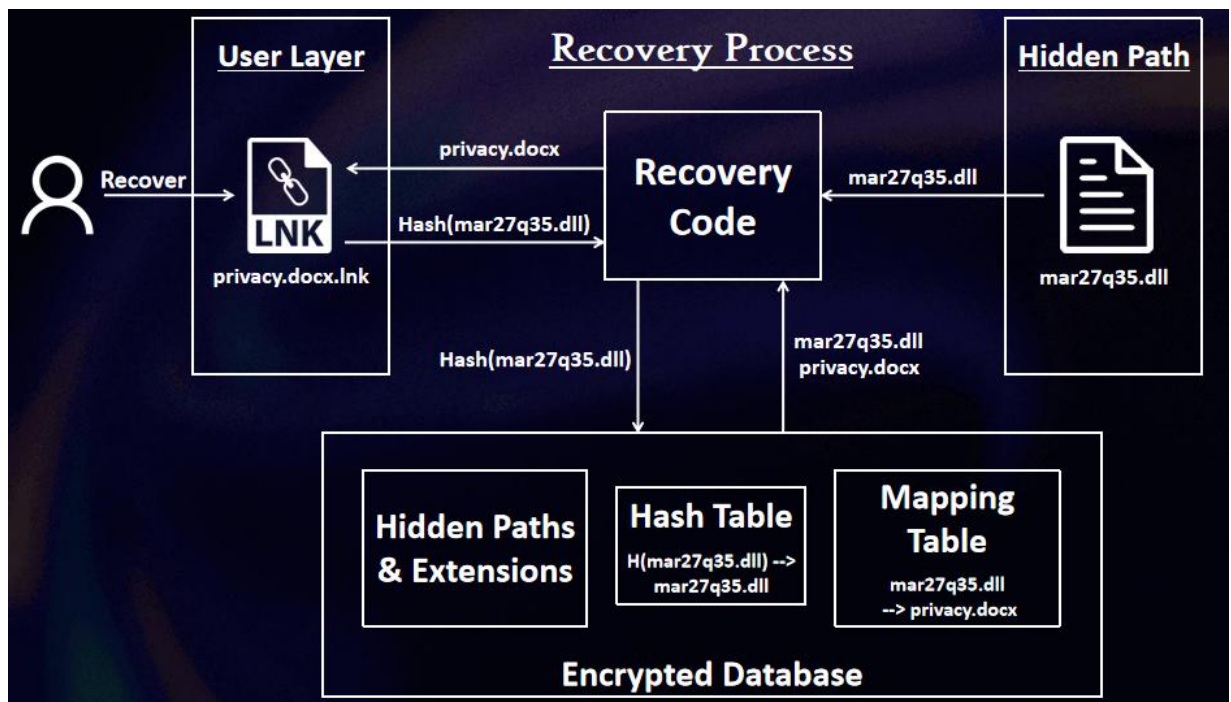 User Layer
Recovery Process
Hidden Path
Recover
LNK
privacy.docx.lnk
privacy.docx
Hash(mar27q35.dll)
Recovery
Code
mar27q35.dll
mar27q35.dll
Hash(mar27q35.dll)
mar27q35.dll
privacy.docx
Hidden Paths
& Extensions
Hash Table
H(mar27q35.dll) -->
mar27q35.dll
Mapping
Table
mar27q35.dll
--> privacy.docx
Encrypted Database